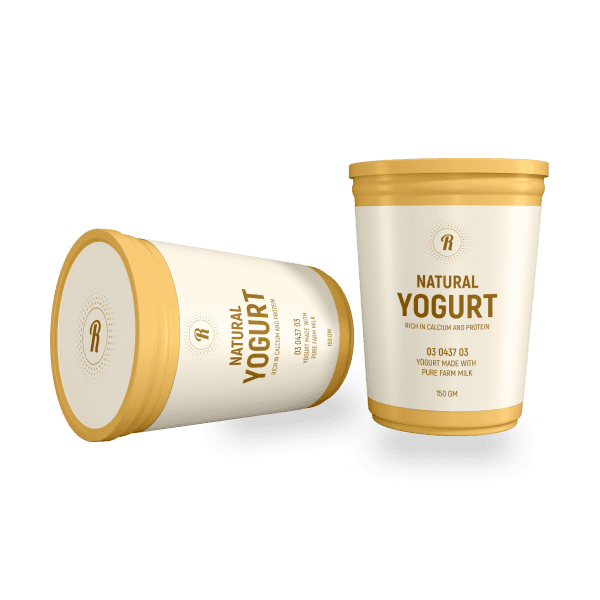 R
NATURAL
YOGURT
RICH IN CALCIUM AND PROTEIN
03 0437 03
YOGURT MADE WITH
PURE FARM MILK
150 GM
R
R
NATURAL
YOGURT
RICH IN CALCIUM AND PROTEIN
03 0437 03
YOGURT MADE WITH
PURE FARM MILK
150 GM